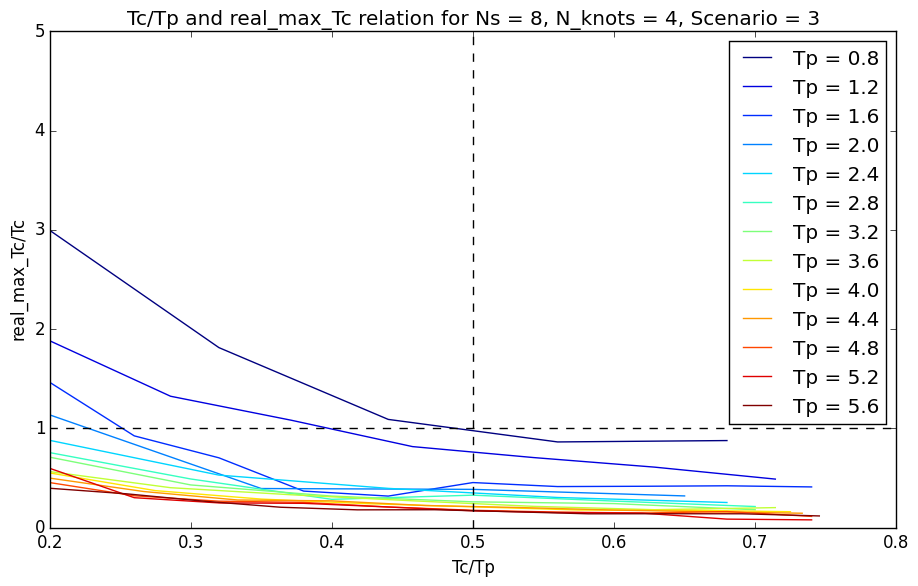 Tc/Tp and real_max_Tc relation for Ns = 8, N_knots = 4, Scenario = 3
5
4
3
2
1
0
real_max_Tc/Tc
Tp = 0.8
Tp = 1.2
Tp = 1.6
Tp = 2.0
Tp = 2.4
Tp = 2.8
Tp = 3.2
Tp = 3.6
Tp = 4.0
Tp = 4.4
Tp = 4.8
Tp = 5.2
Tp = 5.6
0.2 0.3 0.4 0.5 0.6 0.7 0.8
Tc/Tp